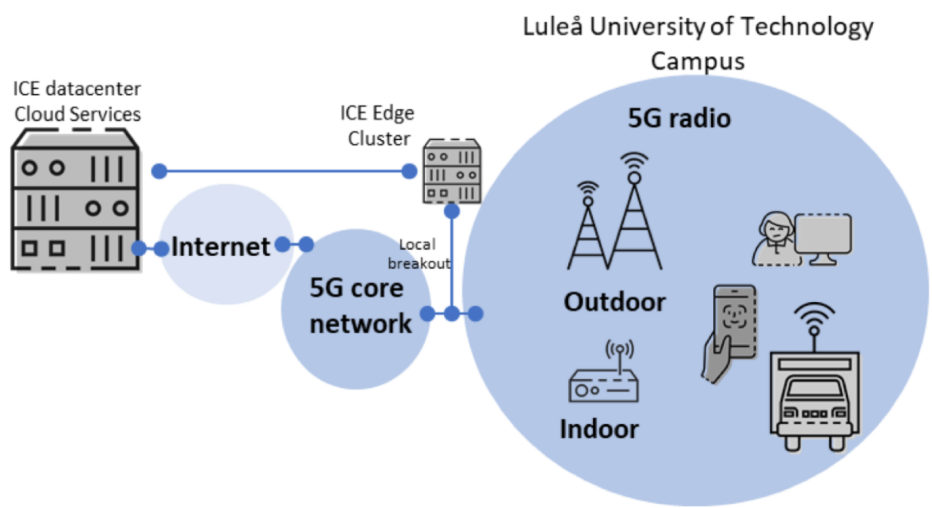 Luleå University of Technology
Campus
ICE datacenter
Cloud Services
ICE Edge
Cluster
5G radio
Internet
Local
breakout
5G core
network
Outdoor
Indoor